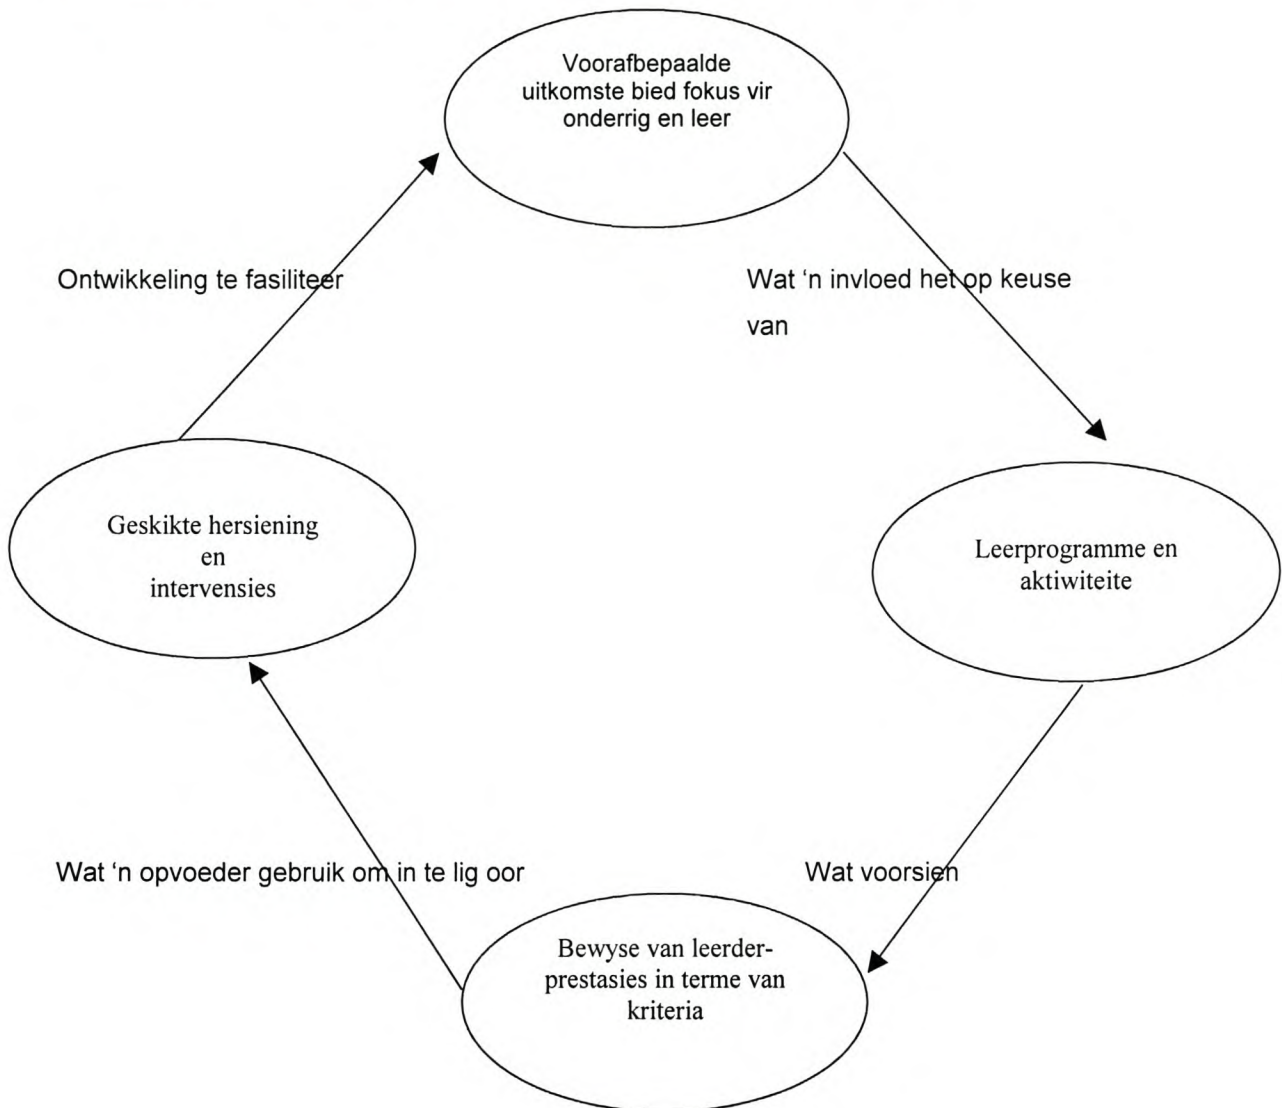 Voorafbepaalde
uitkomste bied fokus vir
onderrig en leer
Ontwikkeling te fasiliteer
Wat ‘n invloed het op keuse
van
Geskikte hersiening
en
intervensies
Leerprogramme en
aktiwiteite
Wat ‘n opvoeder gebruik om in te lig oor
Wat voorsien
Bewyse van leerder-
prestasies in terme van
kriteria